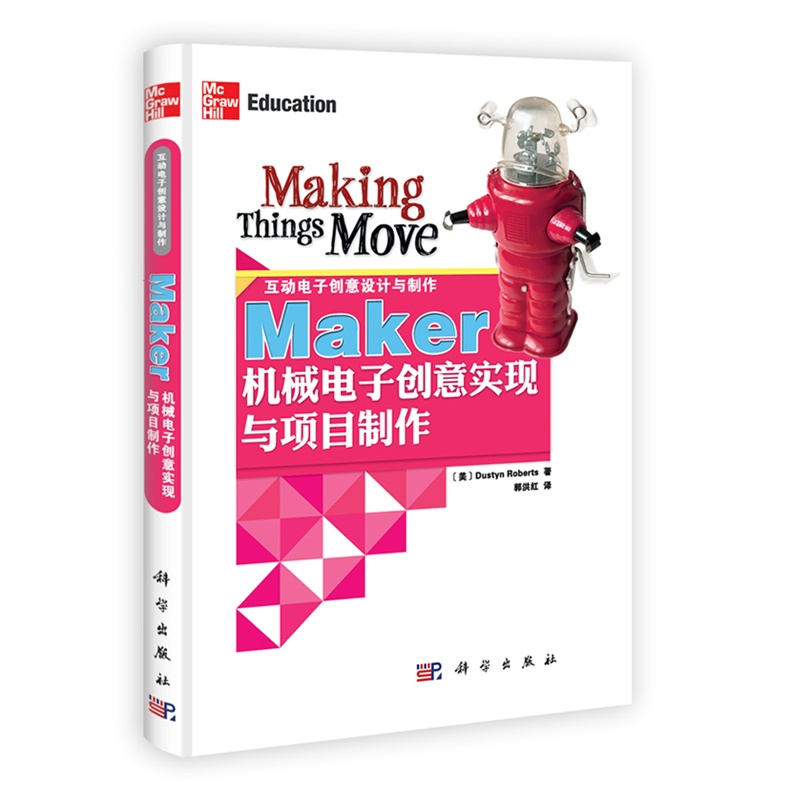 Mc
Graw
Hill
互动电子创意设计与制作
Maker
机械电子创意实现
与项目制作
科学出版社
Mc
Graw
Hill
Education
Making
Things Move
互动电子创意设计与制作
Maker
机械电子创意实现
与项目制作
〔美〕Dustyn Roberts 著
郭洪红 译
科学出版社